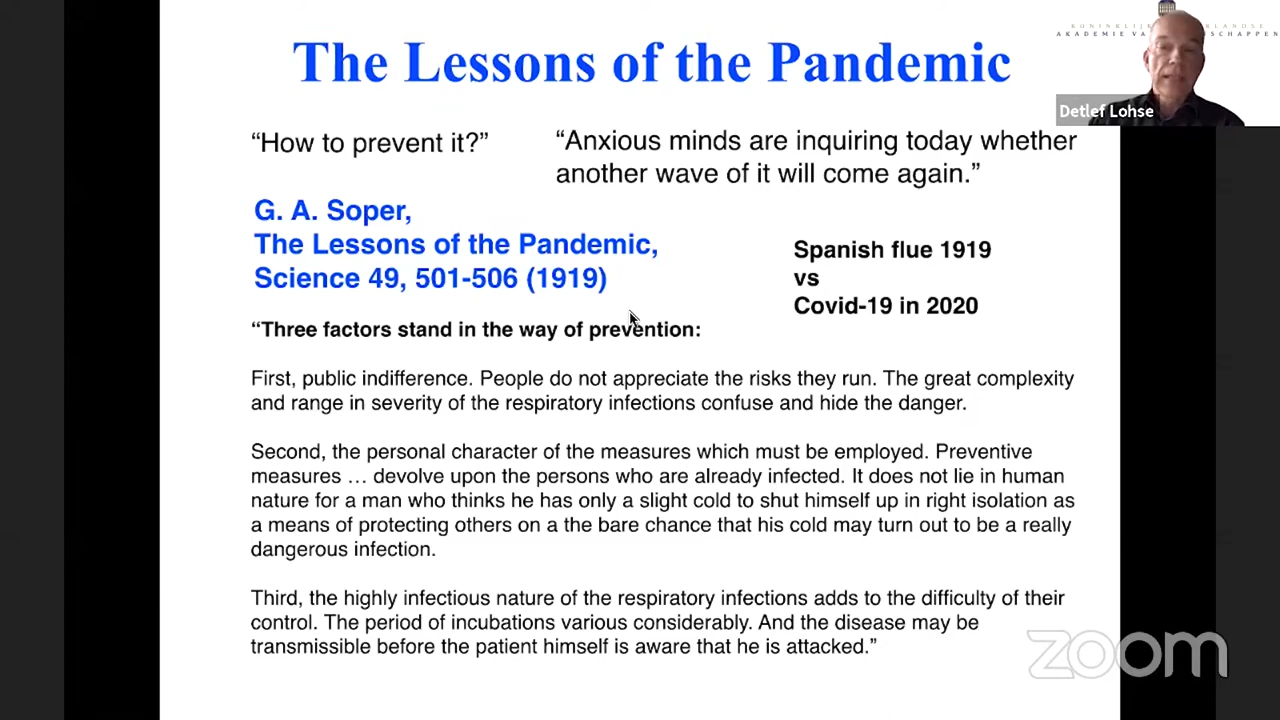 The Lessons of the Pandemic
AKADEMIE VA
SCHAPPEN
Detlef Lohse
“How to prevent it?”
“Anxious minds are inquiring today whether
another wave of it will come again.”
G. A. Soper,
The Lessons of the Pandemic,
Science 49, 501-506 (1919)
Spanish flue 1919
vs
Covid-19 in 2020
“Three factors stand in the way of prevention:
First, public indifference. People do not appreciate the risks they run. The great complexity
and range in severity of the respiratory infections confuse and hide the danger.
Second, the personal character of the measures which must be employed. Preventive
measures … devolve upon the persons who are already infected. It does not lie in human
nature for a man who thinks he has only a slight cold to shut himself up in right isolation as
a means of protecting others on a the bare chance that his cold may turn out to be a really
dangerous infection.
Third, the highly infectious nature of the respiratory infections adds to the difficulty of their
control. The period of incubations various considerably. And the disease may be
transmissible before the patient himself is aware that he is attacked.”
zoom